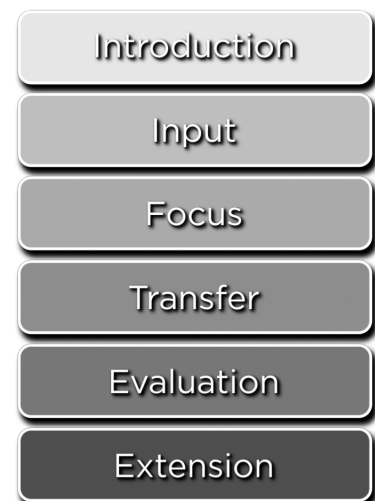 Introduction
Input
Focus
Transfer
Evaluation
Extension